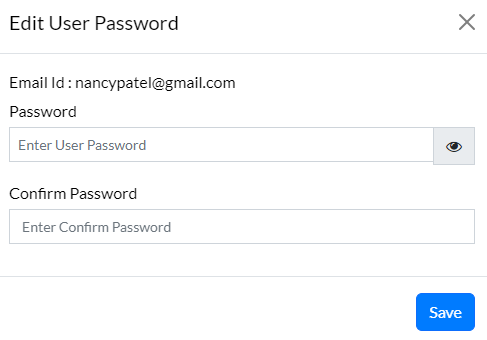 Edit User Password
Email Id : nancypatel@gmail.com
Password
Enter User Password
Confirm Password
Enter Confirm Password
Save